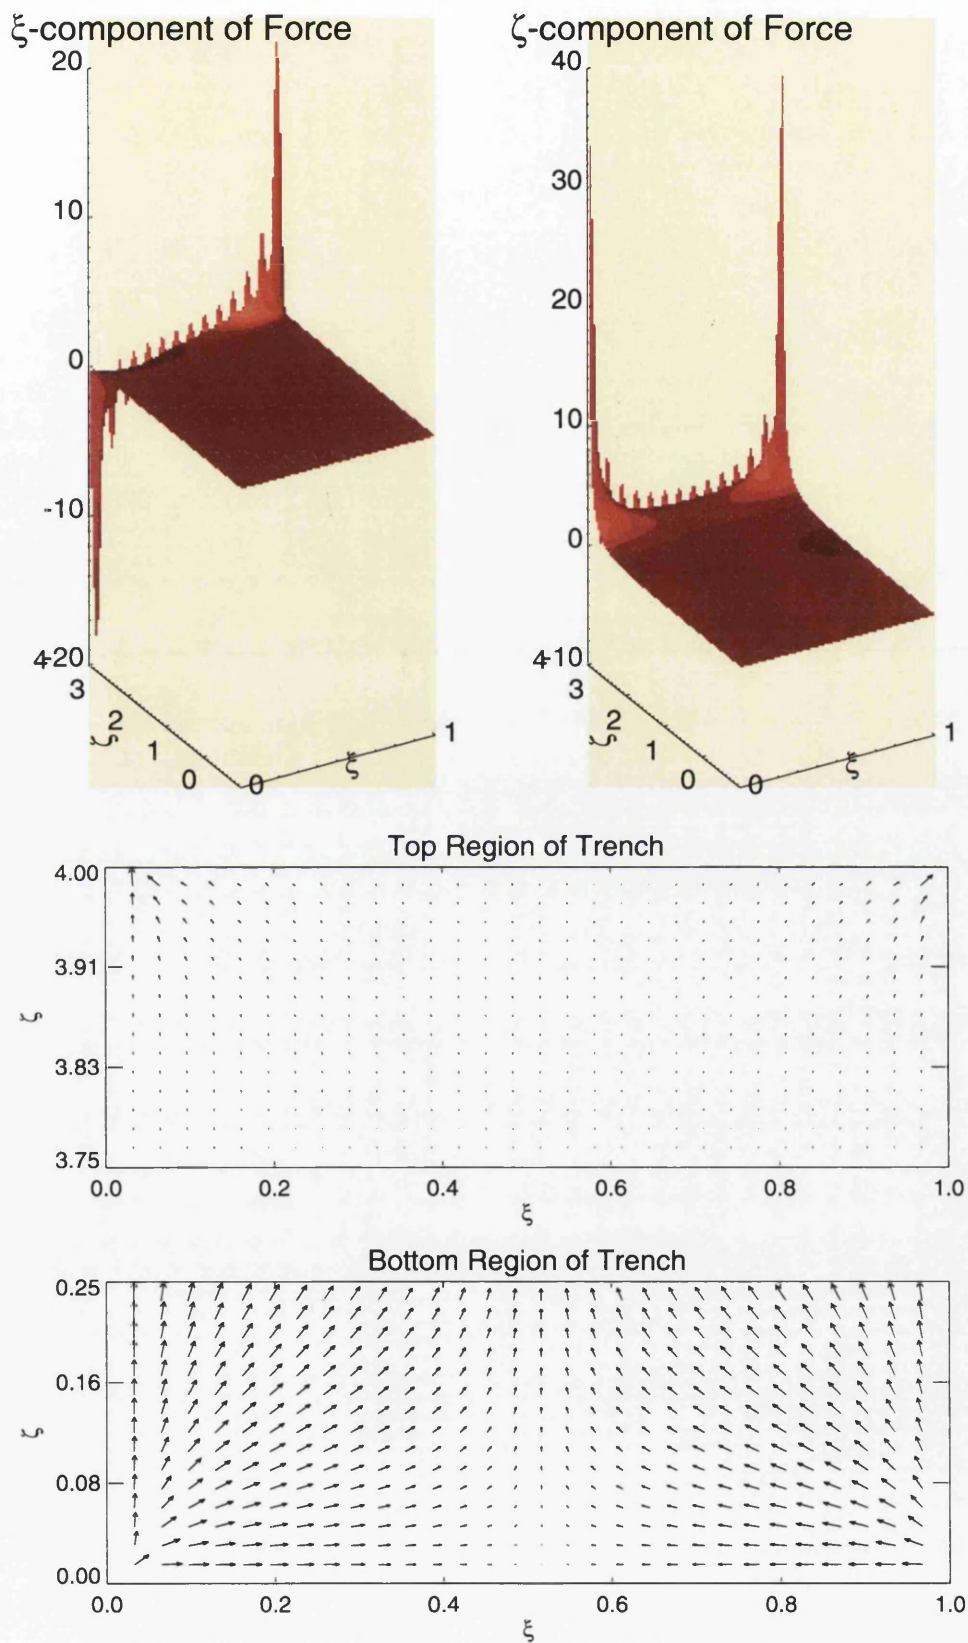 ξ-component of Force
ζ-component of Force
20
10
0
-10
-20
4
3
2
1
0
ζ
0
1
ξ
40
30
20
10
0
-10
4
3
2
1
0
ζ
0
1
ξ
Top Region of Trench
4.00
3.91
3.83
3.75
ζ
0.0 0.2 0.4 0.6 0.8 1.0
ξ
Bottom Region of Trench
0.25
0.16
0.08
0.00
ζ
0.0 0.2 0.4 0.6 0.8 1.0
ξ